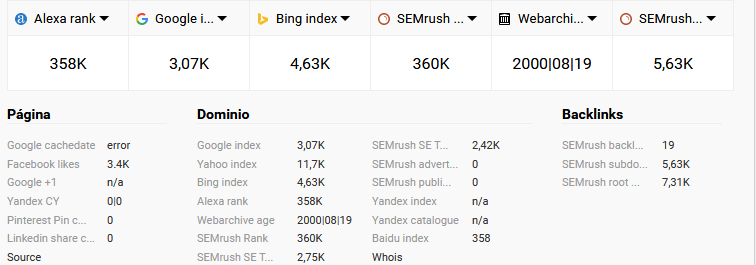 Alexa rank Google i... Bing index SEMrush ... Webarchi... SEMrush...
358K 3,07K 4,63K 360K 2000|08|19 5,63K
Página Dominio Backlinks
Google cachedate error Google index 3,07K SEMrush SE T... 2,42K SEMrush backl... 19
Facebook likes 3.4K Yahoo index 11,7K SEMrush advert... 0 SEMrush subdo... 5,63K
Google +1 n/a Bing index 4,63K SEMrush publi... 0 SEMrush root ... 7,31K
Yandex CY 0|0 Alexa rank 358K Yandex index n/a
Pinterest Pin c... 0 Webarchive age 2000|08|19 Yandex catalogue n/a
Linkedin share c... 0 SEMrush Rank 360K Baidu index 358
Source SEMrush SE T... 2,75K Whois